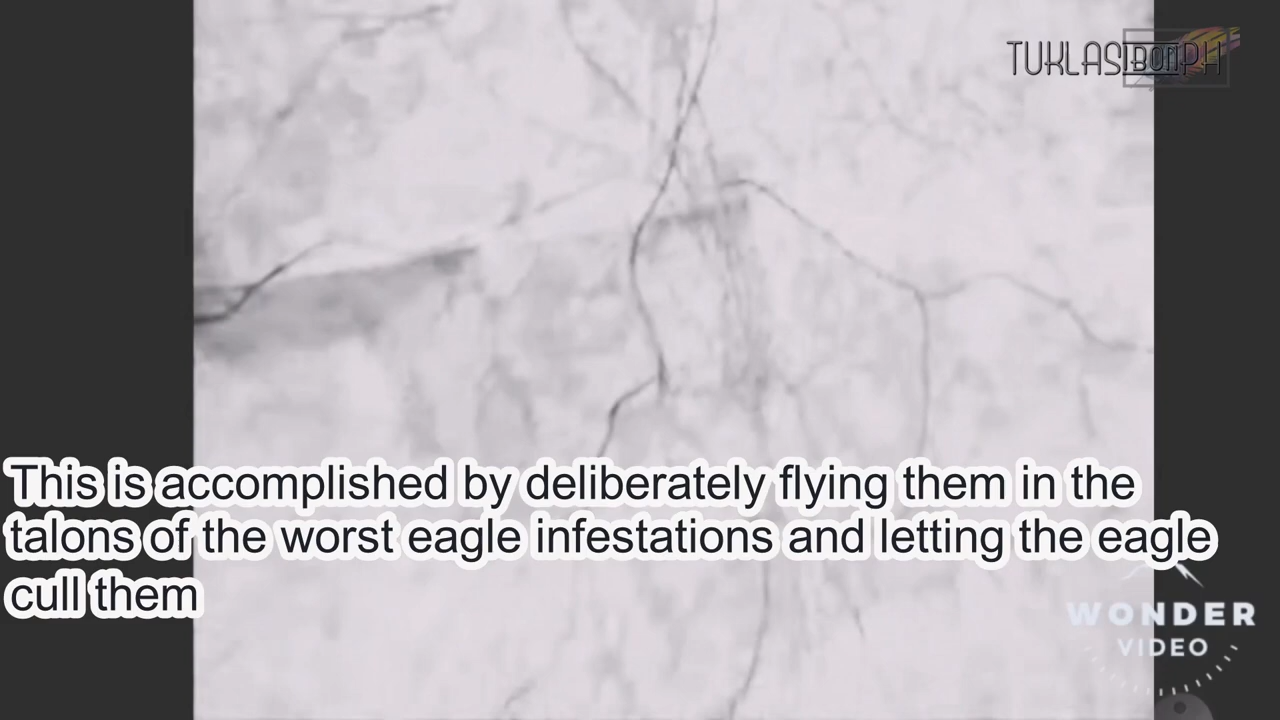 TUKLASIBONPH
This is accomplished by deliberately flying them in the
talons of the worst eagle infestations and letting the eagle
cull them
WONDER
VIDEO